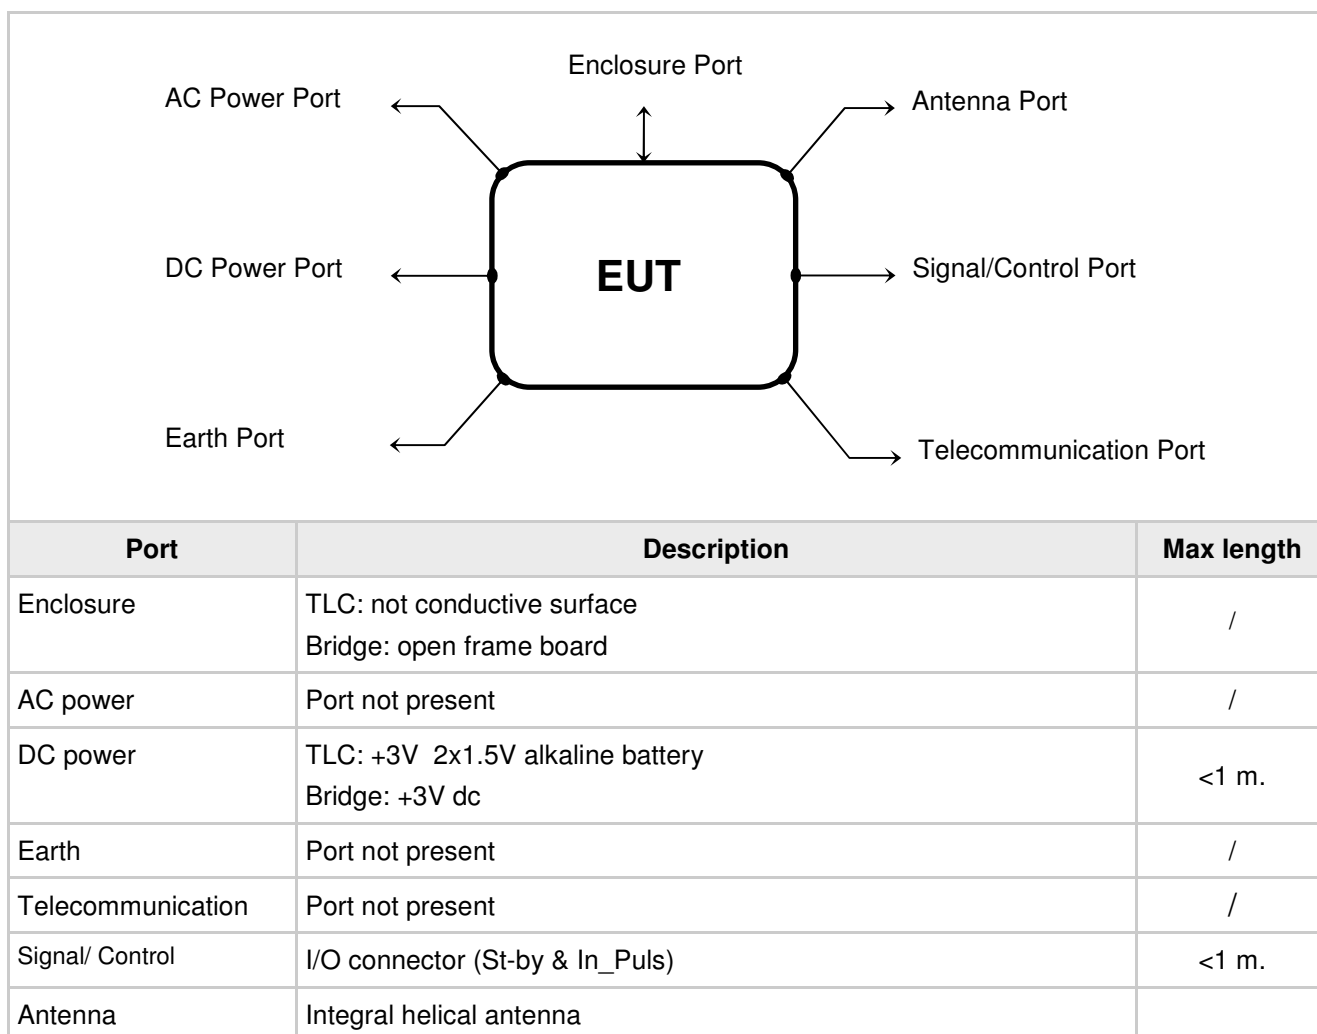 Enclosure Port
AC Power Port
Antenna Port
DC Power Port
EUT
Signal/Control Port
Earth Port
Telecommunication Port
Port Description Max length
Enclosure TLC: not conductive surface
Bridge: open frame board /
AC power Port not present /
DC power TLC: +3V 2x1.5V alkaline battery
Bridge: +3V dc <1 m.
Earth Port not present /
Telecommunication Port not present /
Signal/ Control I/O connector (St-by & In_Puls) <1 m.
Antenna Integral helical antenna